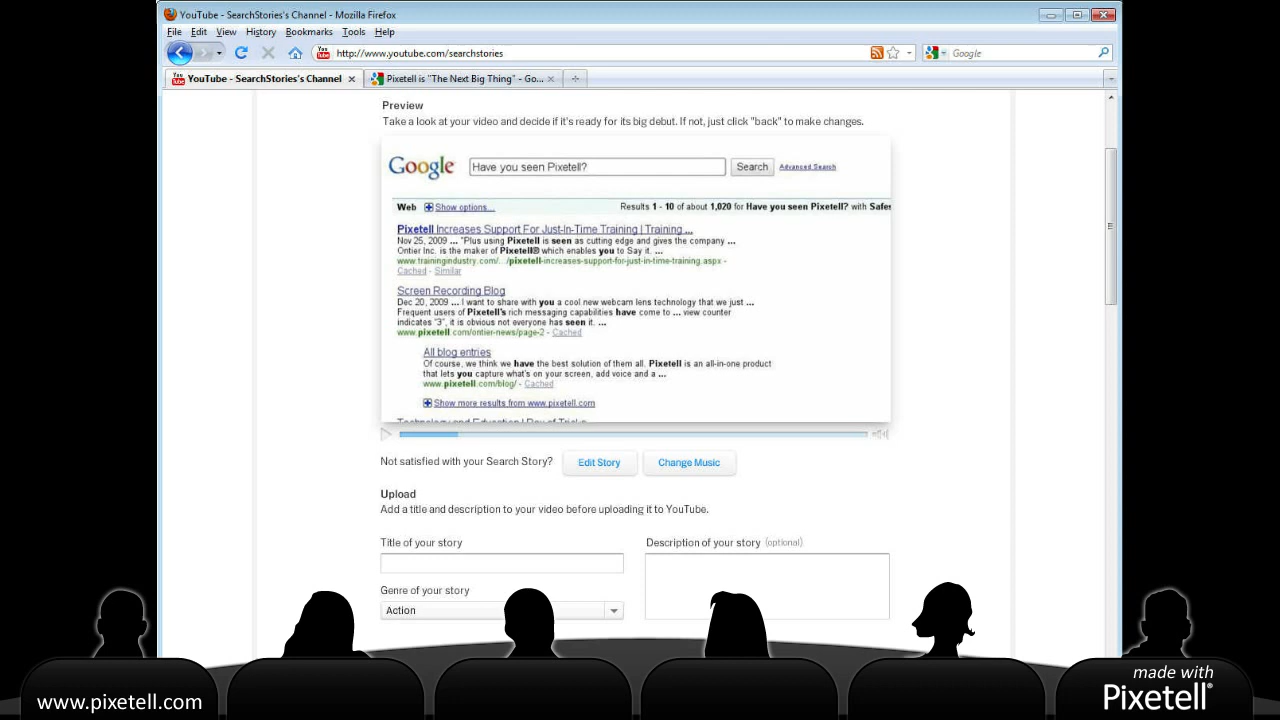 YouTube - SearchStories's Channel - Mozilla Firefox
File Edit View History Bookmarks Tools Help
http://www.youtube.com/searchstories
Google
YouTube - SearchStories's Channel
Pixetell is "The Next Big Thing" - Go...
Preview
Take a look at your video and decide if it's ready for its big debut. If not, just click "back" to make changes.
Google Have you seen Pixetell? Search Advanced Search
Web Show options... Results 1 - 10 of about 1,020 for Have you seen Pixetell? with Safes
Pixetell Increases Support For Just-In-Time Training | Training ...
Nov 25, 2009 ... "Plus using Pixetell is seen as cutting edge and gives the company ...
Ontier Inc. is the maker of Pixetell® which enables you to Say it. ...
www.trainingindustry.com/.../pixetell-increases-support-for-just-in-time-training.aspx -
Cached - Similar
Screen Recording Blog
Dec 20, 2009 ... I want to share with you a cool new webcam lens technology that we just ...
Frequent users of Pixetell's rich messaging capabilities have come to ... view counter
indicates "3", it is obvious not everyone has seen it. ...
www.pixetell.com/ontier-news/page-2 - Cached
All blog entries
Of course, we think we have the best solution of them all. Pixetell is an all-in-one product
that lets you capture what's on your screen, add voice and a ...
www.pixetell.com/blog/ - Cached
Show more results from www.pixetell.com
Technology and Education | Box of Tricks
Not satisfied with your Search Story? Edit Story Change Music
Upload
Add a title and description to your video before uploading it to YouTube.
Title of your story
Description of your story (optional)
Genre of your story
Action
www.pixetell.com
made with
Pixetell®